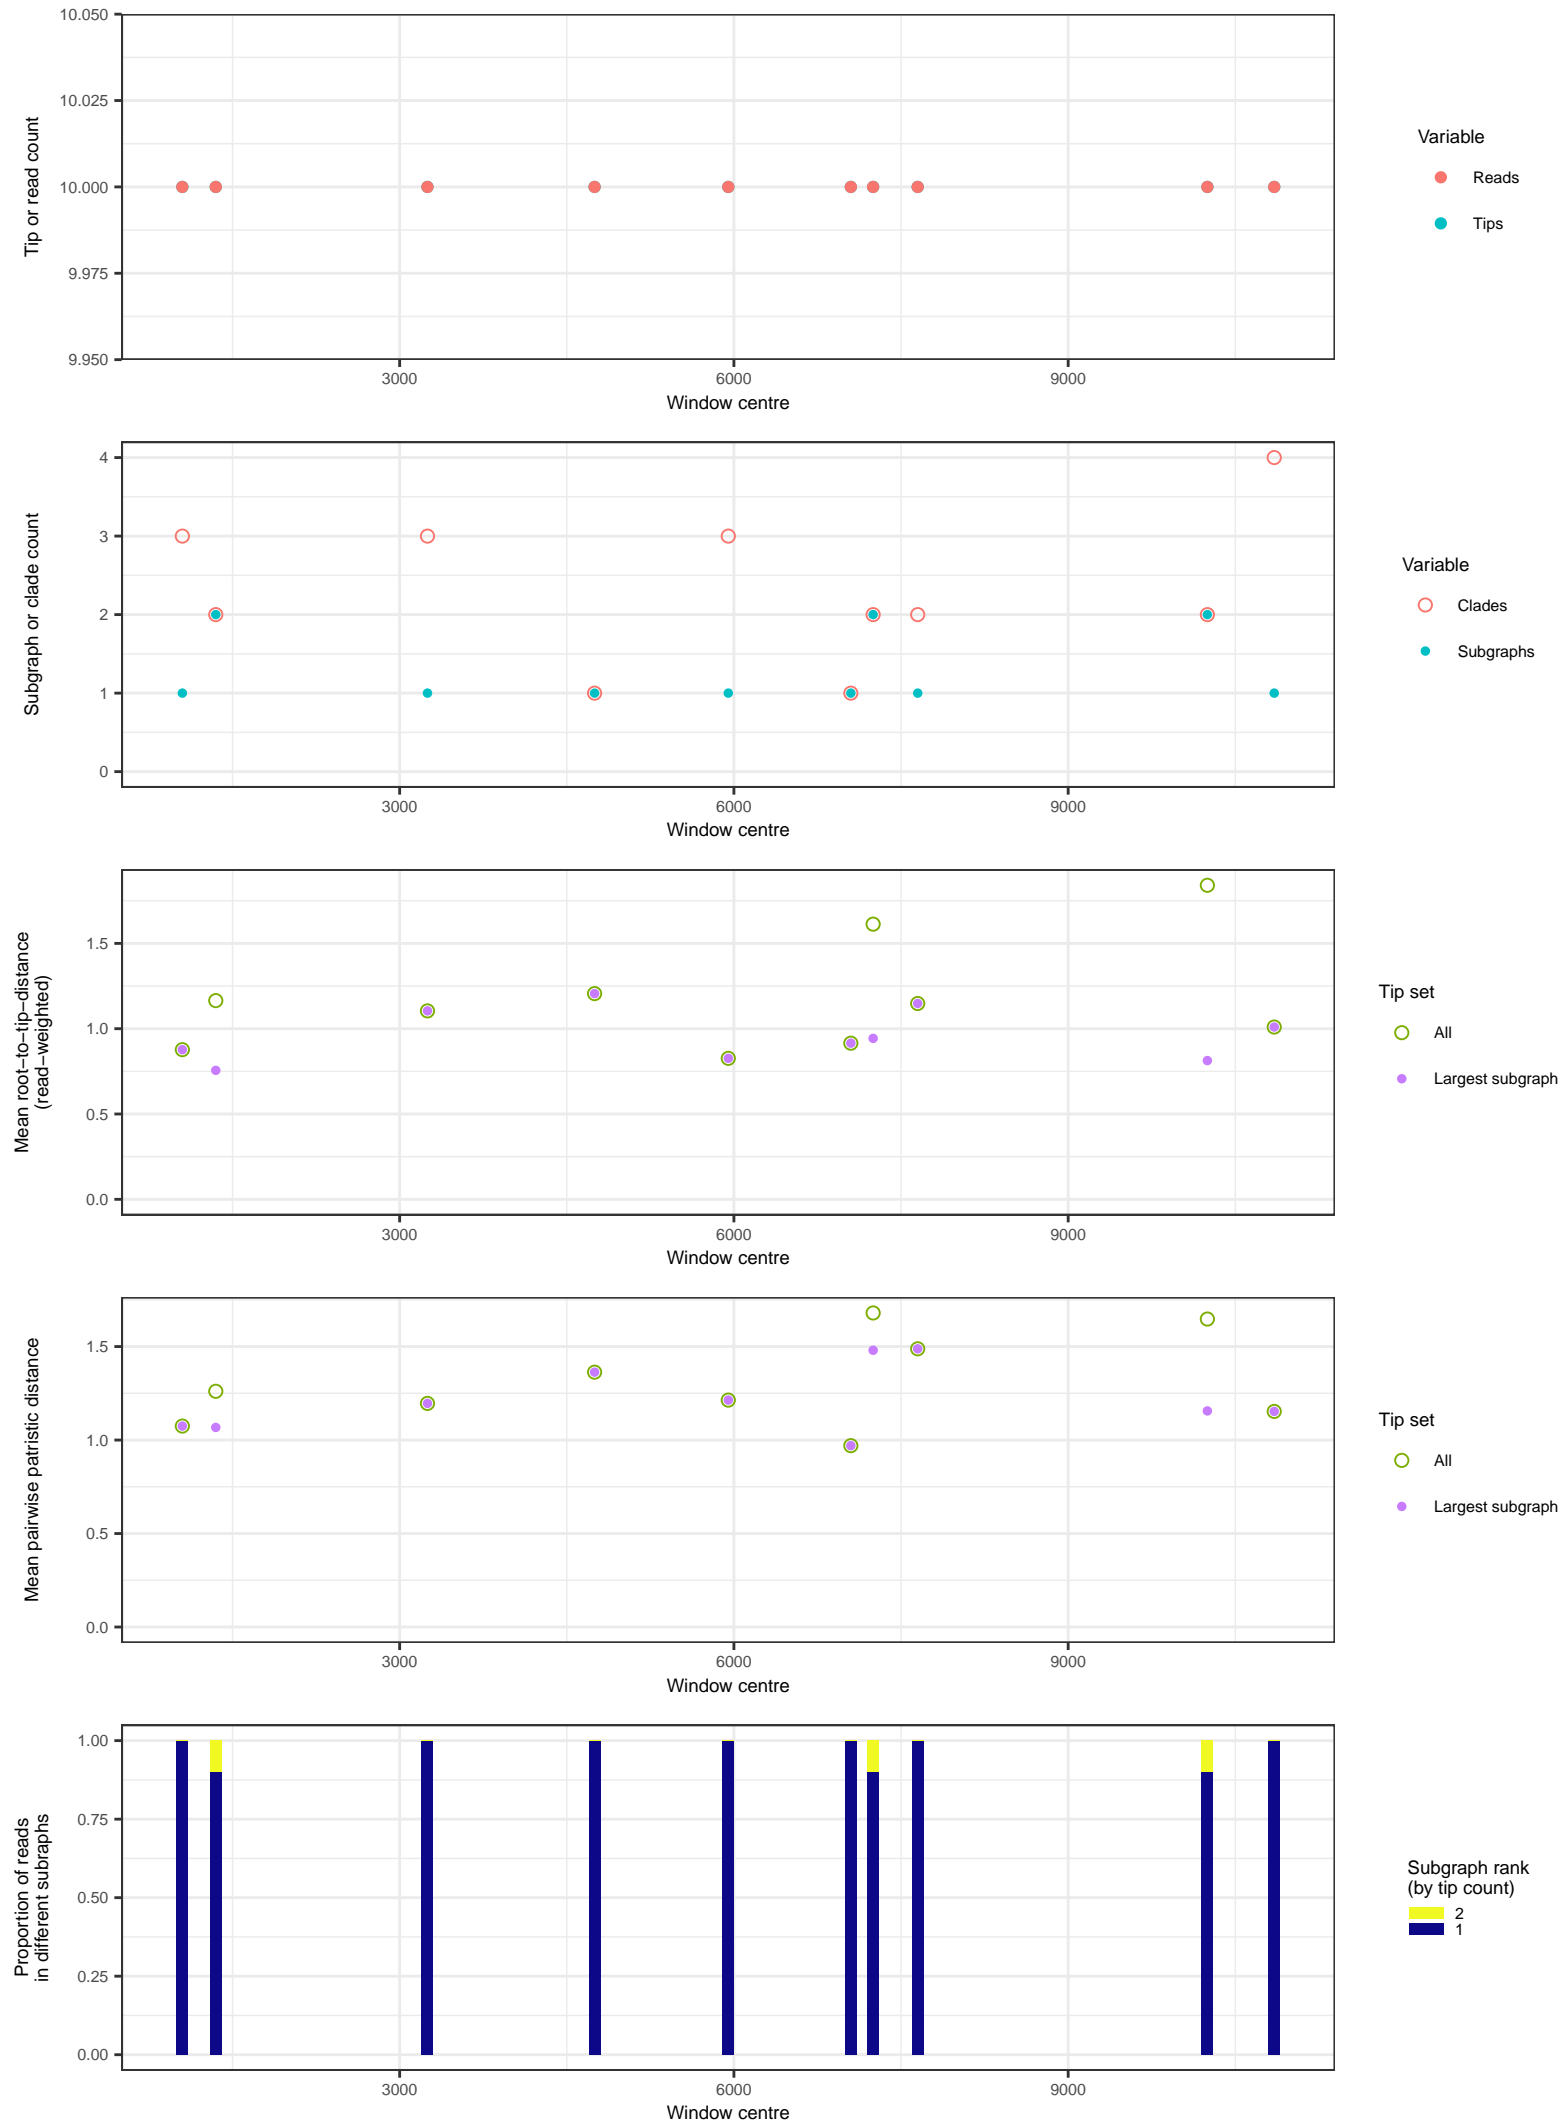 10.050
10.025
10.000
9.975
9.950
Tip or read count
3000
6000
9000
Window centre
Variable
Reads
Tips
4
3
2
1
0
Subgraph or clade count
3000
6000
9000
Window centre
Variable
Clades
Subgraphs
1.5
1.0
0.5
0.0
Mean root−to−tip−distance
(read−weighted)
3000
6000
9000
Window centre
Tip set
All
Largest subgraph
1.5
1.0
0.5
0.0
Mean pairwise patristic distance
3000
6000
9000
Window centre
Tip set
All
Largest subgraph
1.00
0.75
0.50
0.25
0.00
Proportion of reads
in different subraphs
3000
6000
9000
Window centre
Subgraph rank
(by tip count)
2
1